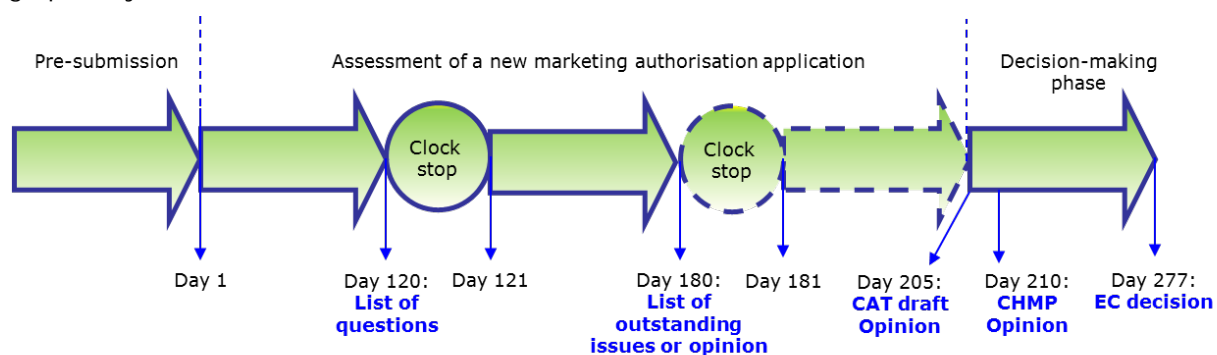 Pre-submission
Assessment of a new marketing authorisation application
Decision-making
phase
Clock
stop
Clock
stop
Day 1
Day 120:
List of
questions
Day 121
Day 180:
List of
outstanding
issues or opinion
Day 181
Day 205:
CAT draft
Opinion
Day 210:
CHMP
Opinion
Day 277:
EC decision